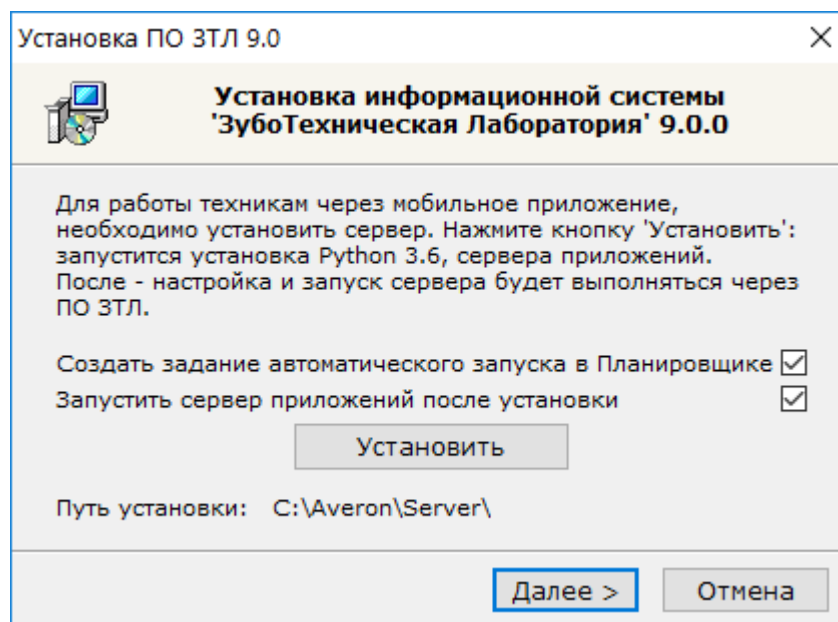 Установка ПО ЗТЛ 9.0
Установка информационной системы
'ЗубоТехническая Лаборатория' 9.0.0
Для работы техникам через мобильное приложение,
необходимо установить сервер. Нажмите кнопку 'Установить':
запустится установка Python 3.6, сервера приложений.
После - настройка и запуск сервера будет выполняться через
ПО ЗТЛ.
Создать задание автоматического запуска в Планировщике
Запустить сервер приложений после установки
Установить
Путь установки: C:\Averon\Server\
Далее > Отмена